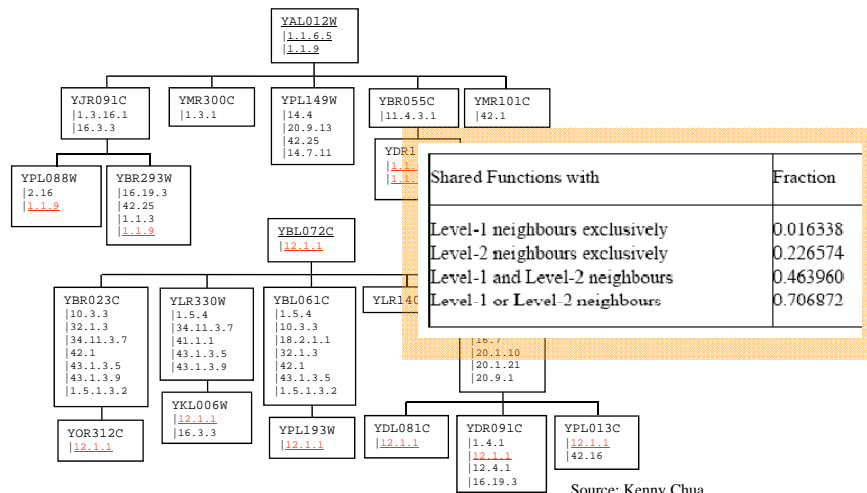 YAL012W
|1.1.6.5
|1.1.9
YJR091C
|1.3.16.1
|16.3.3
YMR300C
|1.3.1
YPL149W
|14.4
|20.9.13
|42.25
|14.7.11
YBR055C
|11.4.3.1
YMR101C
|42.1
YPL088W
|2.16
|1.1.9
YBR293W
|16.19.3
|42.25
|1.1.3
|1.1.9
YDR1
|1.1.
|1.1.
Shared Functions with Fraction
Level-1 neighbours exclusively 0.016338
Level-2 neighbours exclusively 0.226574
Level-1 and Level-2 neighbours 0.463960
Level-1 or Level-2 neighbours 0.706872
YBL072C
|12.1.1
YBR023C
|10.3.3
|32.1.3
|34.11.3.7
|42.1
|43.1.3.5
|43.1.3.9
|1.5.1.3.2
YLR330W
|1.5.4
|34.11.3.7
|41.1.1
|43.1.3.5
|43.1.3.9
YBL061C
|1.5.4
|10.3.3
|18.2.1.1
|32.1.3
|42.1
|43.1.3.5
|1.5.1.3.2
YLR140
|16.7
|20.1.10
|20.1.21
|20.9.1
YOR312C
|12.1.1
YKL006W
|12.1.1
|16.3.3
YPL193W
|12.1.1
YDL081C
|12.1.1
YDR091C
|1.4.1
|12.1.1
|12.4.1
|16.19.3
YPL013C
|12.1.1
|42.16
Source: Kenny Chua